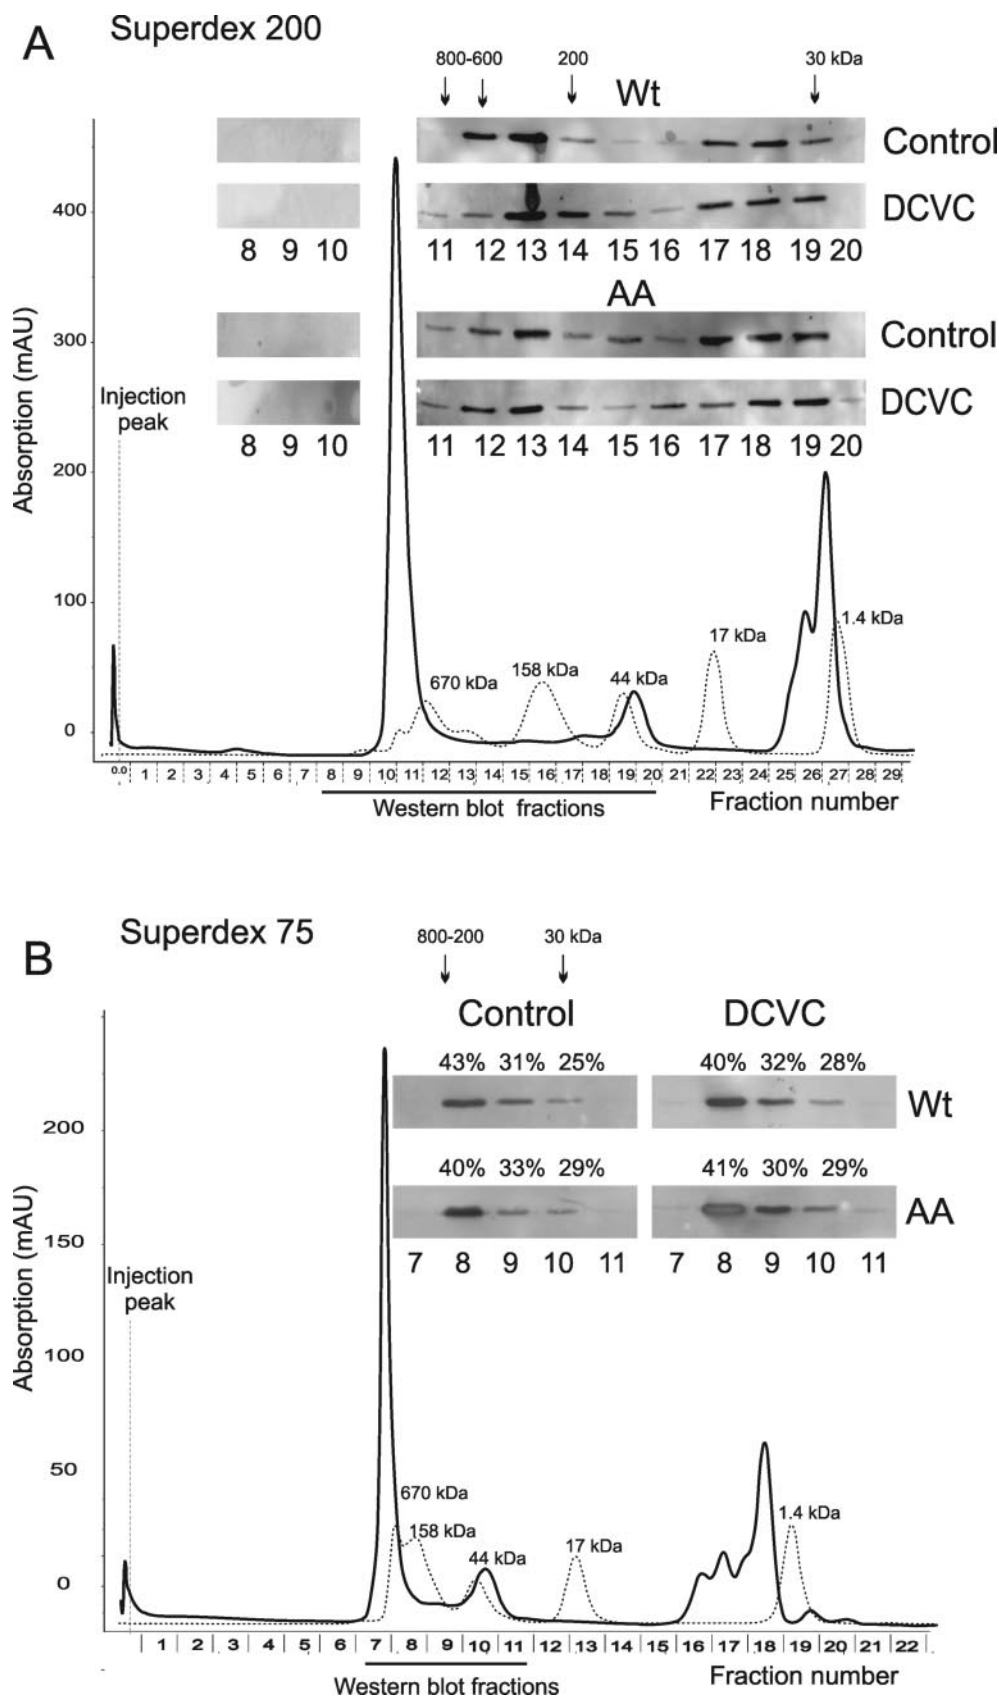 A
Superdex 200
800-600 200 30 kDa
Wt
Control
DCVC
8 9 10 11 12 13 14 15 16 17 18 19 20
AA
Control
DCVC
8 9 10 11 12 13 14 15 16 17 18 19 20
Absorption (mAU)
400
300
200
100
0
Injection
peak
670 kDa
158 kDa
44 kDa
17 kDa
1.4 kDa
0.0 1 2 3 4 5 6 7 8 9 10 11 12 13 14 15 16 17 18 19 20 21 22 23 24 25 26 27 28 29
Western blot fractions
Fraction number
B
Superdex 75
800-200 30 kDa
Control DCVC
43% 31% 25% 40% 32% 28%
Wt
40% 33% 29% 41% 30% 29%
AA
7 8 9 10 11 7 8 9 10 11
Absorption (mAU)
200
150
100
50
0
Injection
peak
670 kDa
158 kDa
44 kDa
17 kDa
1.4 kDa
1 2 3 4 5 6 7 8 9 10 11 12 13 14 15 16 17 18 19 20 21 22
Western blot fractions
Fraction number